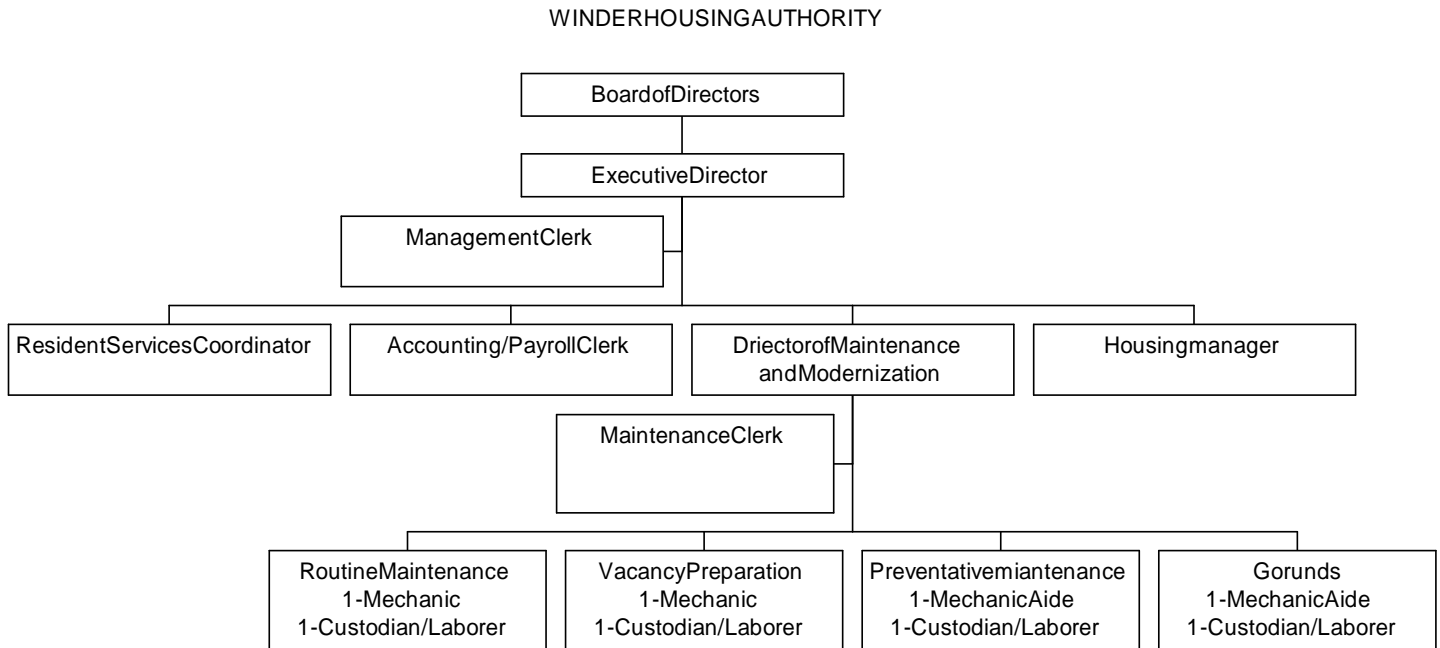 WINDERHOUSINGAUTHORITY
BoardofDirectors
ExecutiveDirector
ManagementClerk
ResidentServicesCoordinator
Accounting/PayrollClerk
DriectorofMaintenance
andModernization
Housingmanager
MaintenanceClerk
RoutineMaintenance
1-Mechanic
1-Custodian/Laborer
VacancyPreparation
1-Mechanic
1-Custodian/Laborer
Preventativemiantenance
1-MechanicAide
1-Custodian/Laborer
Gorunds
1-MechanicAide
1-Custodian/Laborer